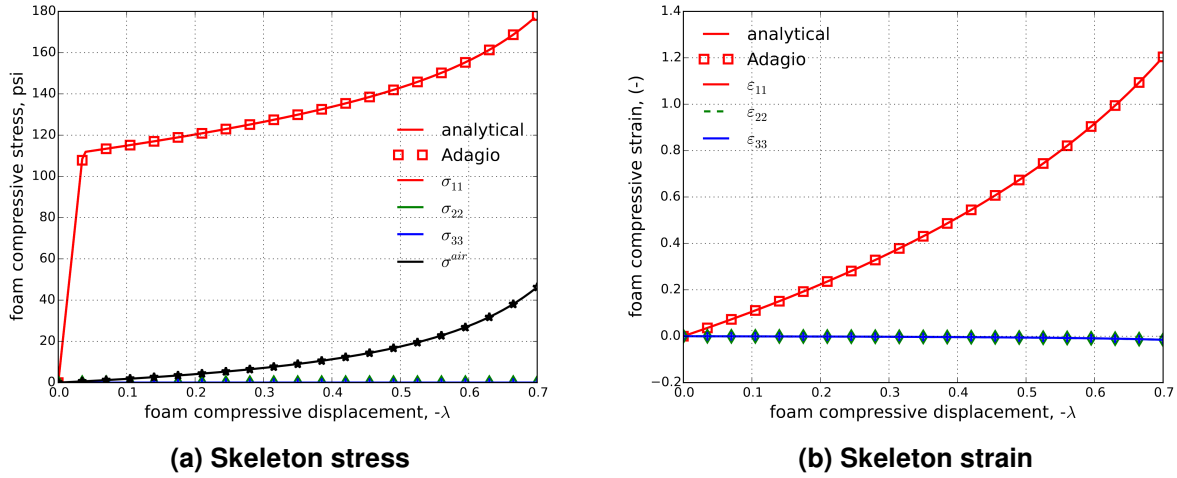 180
160
140
120
100
80
60
40
20
0
0.0 0.1 0.2 0.3 0.4 0.5 0.6 0.7
foam compressive stress, psi
foam compressive displacement, -λ
analytical
Adagio
σ₁₁
σ₂₂
σ₃₃
σᵃⁱʳ
(a) Skeleton stress
1.4
1.2
1.0
0.8
0.6
0.4
0.2
0.0
−0.2
0.0 0.1 0.2 0.3 0.4 0.5 0.6 0.7
foam compressive strain, (-)
foam compressive displacement, -λ
analytical
Adagio
ε₁₁
ε₂₂
ε₃₃
(b) Skeleton strain